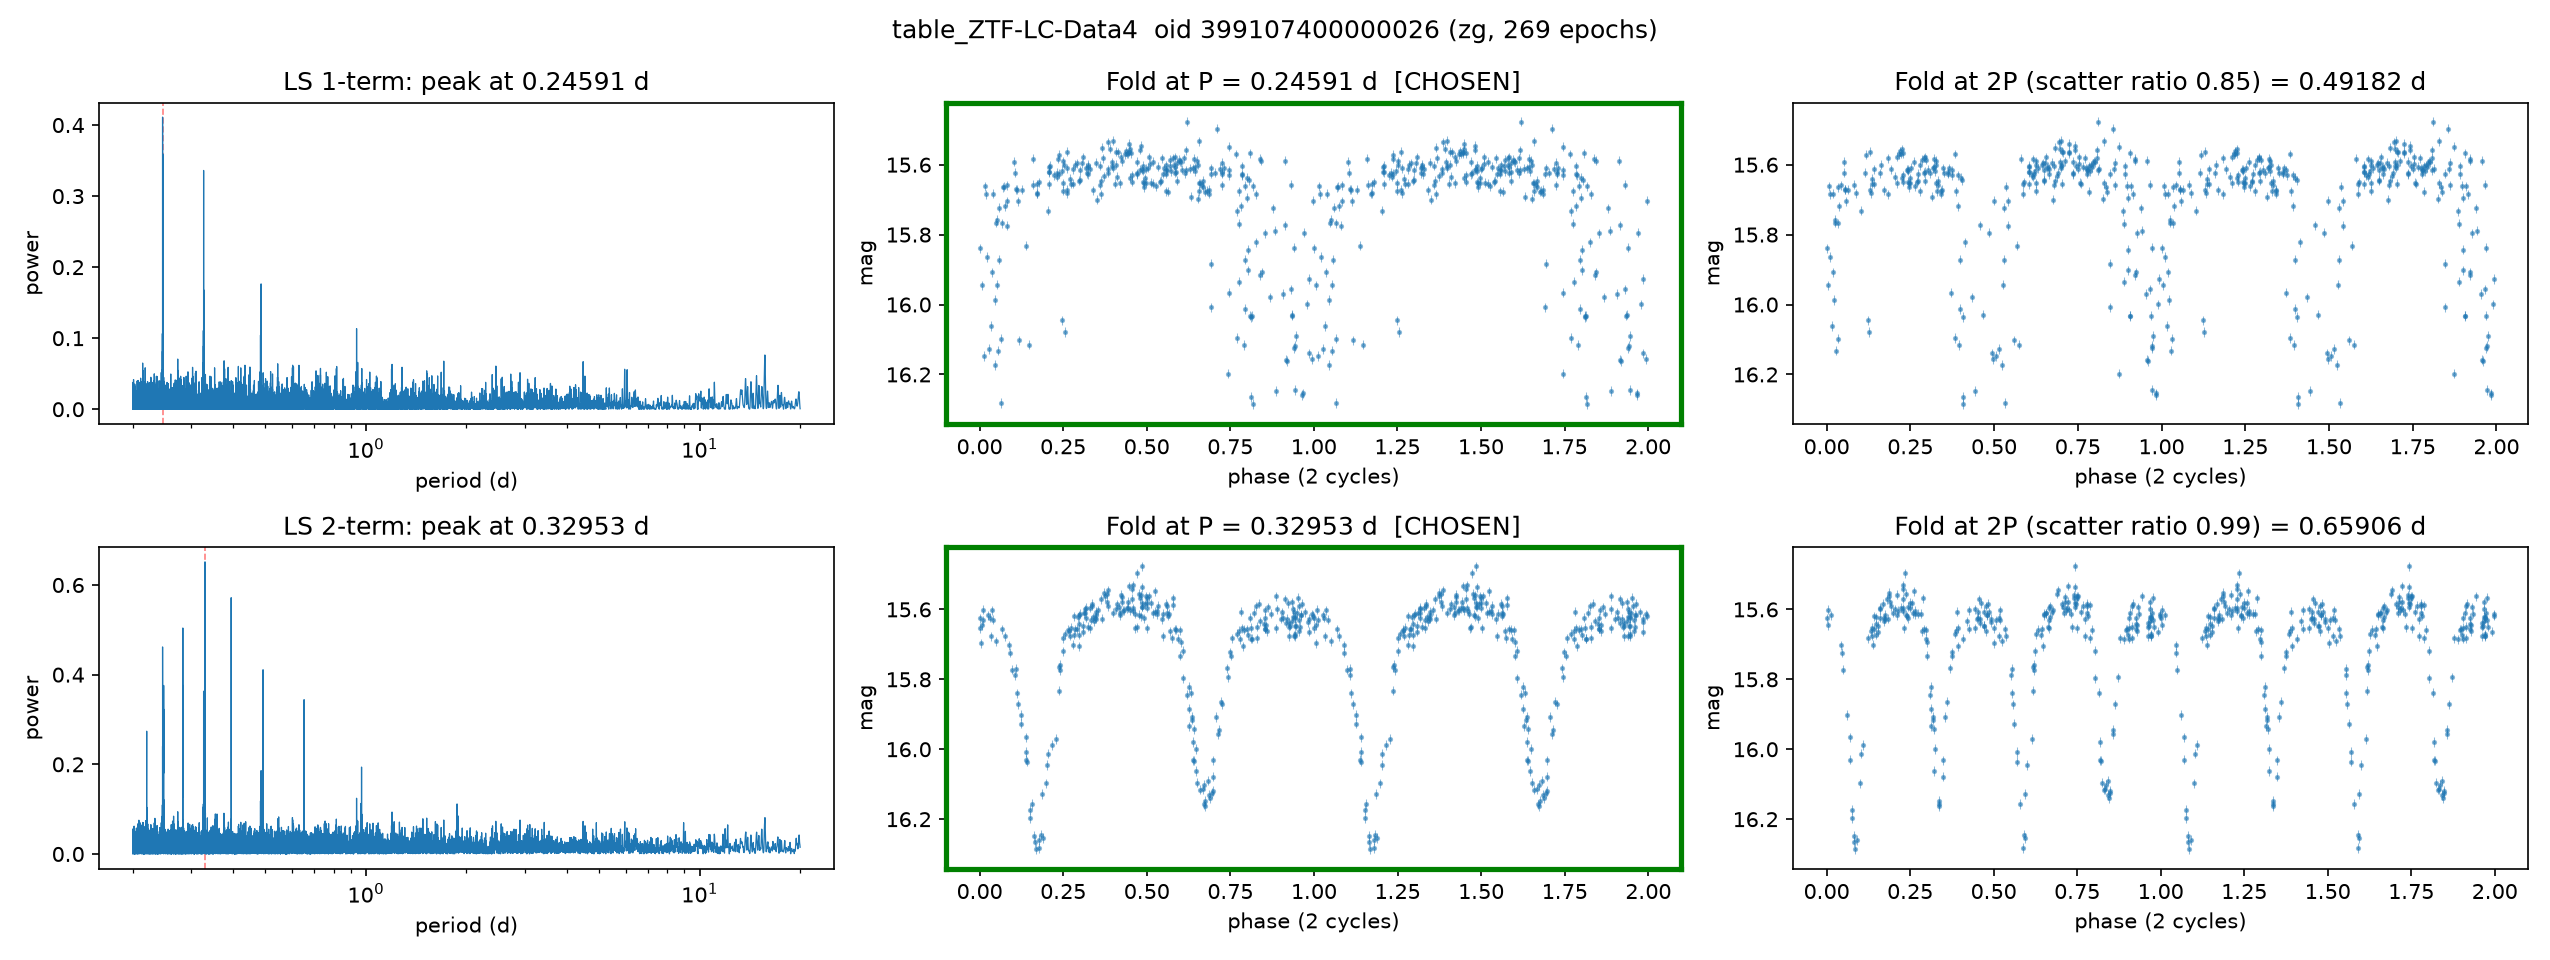 table_ZTF-LC-Data4  oid 399107400000026 (zg, 269 epochs)
LS 1-term: peak at 0.24591 d
Fold at P = 0.24591 d  [CHOSEN]
Fold at 2P (scatter ratio 0.85) = 0.49182 d
power
0.4
0.3
0.2
0.1
0.0
10⁰
10¹
period (d)
mag
15.6
15.8
16.0
16.2
0.00 0.25 0.50 0.75 1.00 1.25 1.50 1.75 2.00
phase (2 cycles)
mag
15.6
15.8
16.0
16.2
0.00 0.25 0.50 0.75 1.00 1.25 1.50 1.75 2.00
phase (2 cycles)
LS 2-term: peak at 0.32953 d
Fold at P = 0.32953 d  [CHOSEN]
Fold at 2P (scatter ratio 0.99) = 0.65906 d
power
0.6
0.4
0.2
0.0
10⁰
10¹
period (d)
mag
15.6
15.8
16.0
16.2
0.00 0.25 0.50 0.75 1.00 1.25 1.50 1.75 2.00
phase (2 cycles)
mag
15.6
15.8
16.0
16.2
0.00 0.25 0.50 0.75 1.00 1.25 1.50 1.75 2.00
phase (2 cycles)